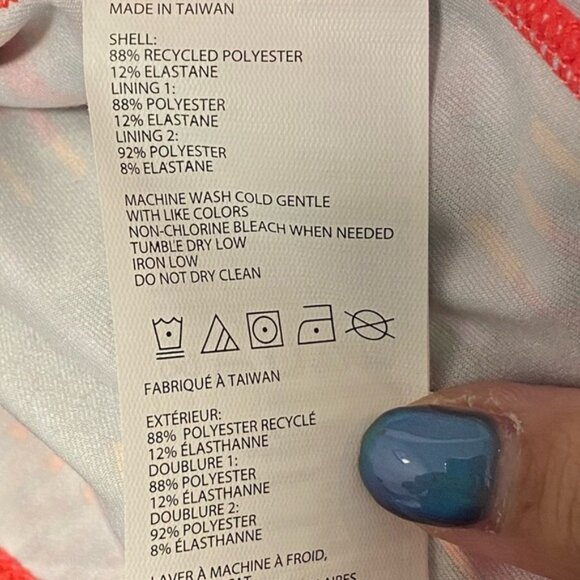 MADE IN TAIWAN
SHELL:
88% RECYCLED POLYESTER
12% ELASTANE
LINING 1:
88% POLYESTER
12% ELASTANE
LINING 2:
92% POLYESTER
8% ELASTANE
MACHINE WASH COLD GENTLE
WITH LIKE COLORS
NON-CHLORINE BLEACH WHEN NEEDED
TUMBLE DRY LOW
IRON LOW
DO NOT DRY CLEAN
FABRIQUÉ À TAIWAN
EXTÉRIEUR:
88% POLYESTER RECYCLÉ
12% ÉLASTHANNE
DOUBLURE 1:
88% POLYESTER
12% ÉLASTHANNE
DOUBLURE 2:
92% POLYESTER
8% ÉLASTHANNE
LAVER À MACHINE À FROID,